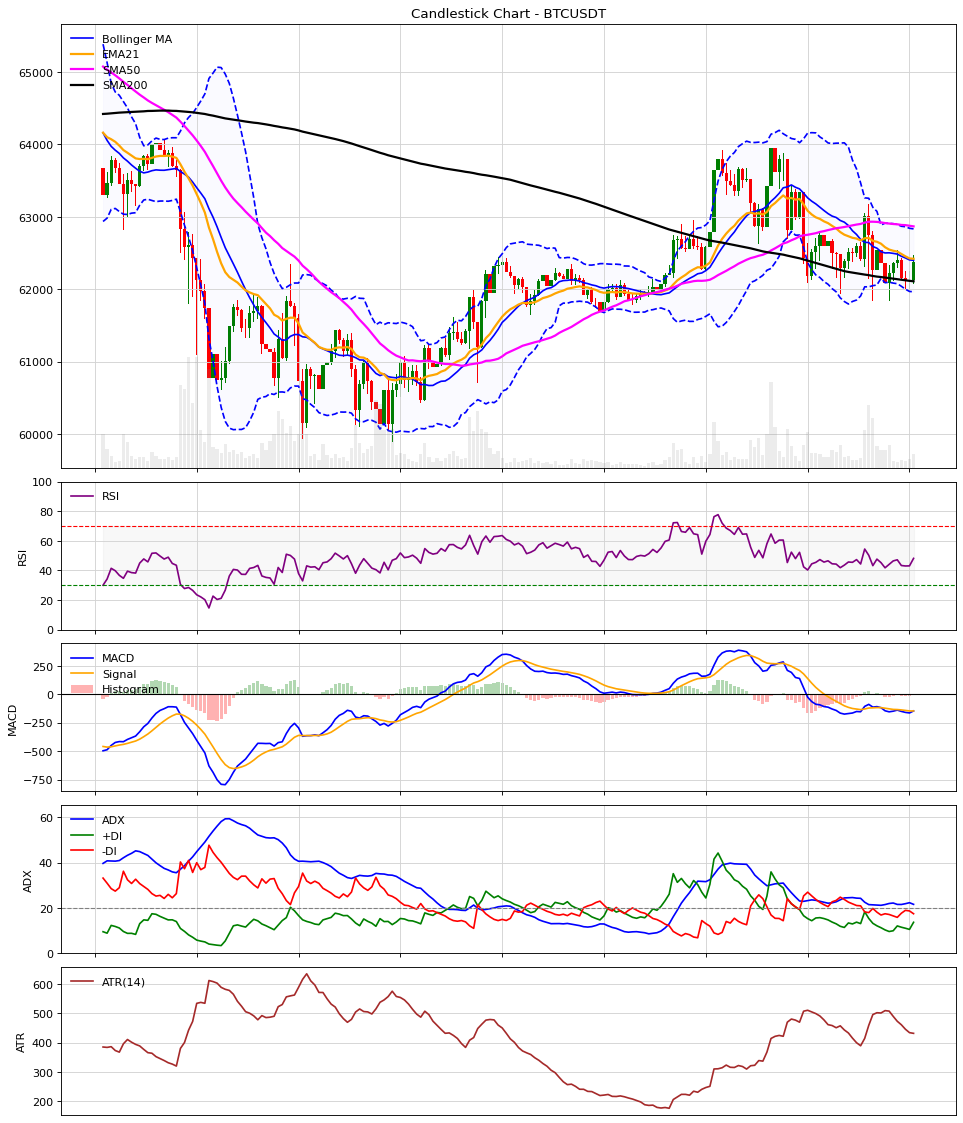 Candlestick Chart - BTCUSDT
Bollinger MA
EMA21
SMA50
SMA200
65000
64000
63000
62000
61000
60000
RSI
100
80
60
40
20
0
RSI
MACD
Signal
Histogram
250
0
−250
−500
−750
MACD
ADX
+DI
-DI
60
40
20
0
ADX
ATR(14)
600
500
400
300
200
ATR